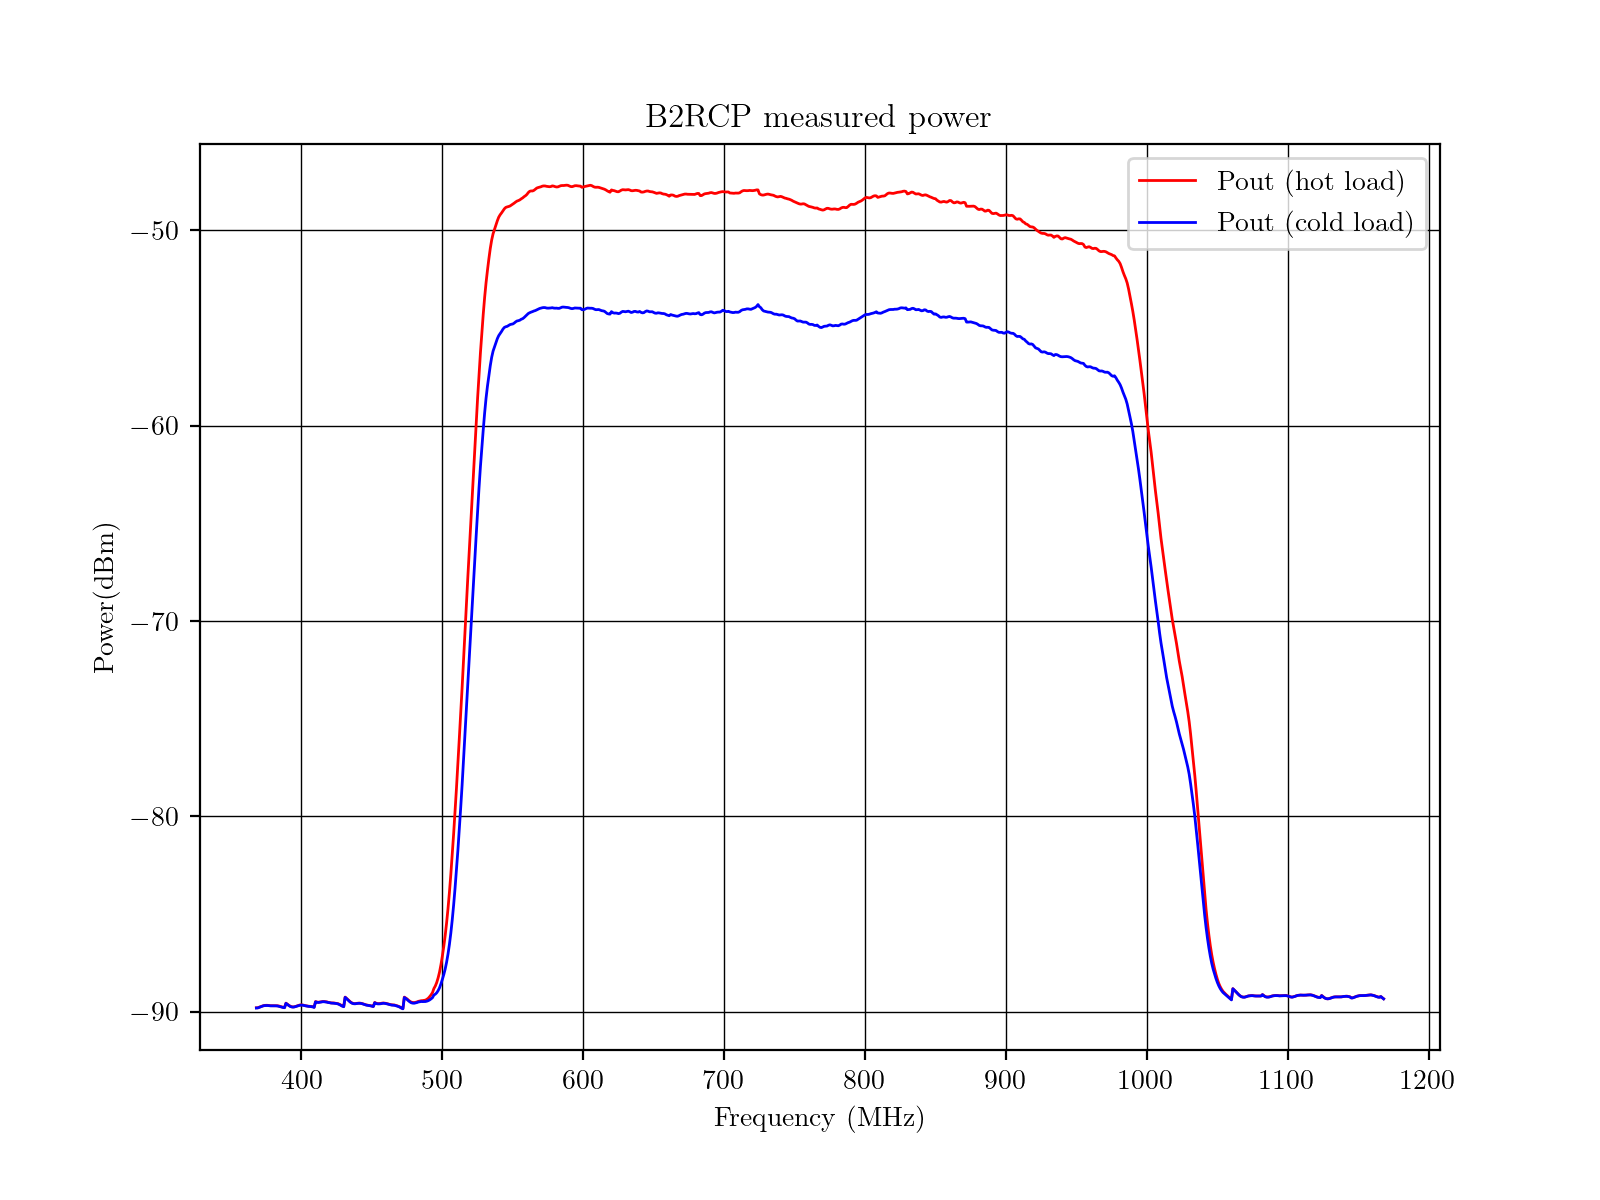 B2RCP measured power
Pout (hot load)
Pout (cold load)
Power(dBm)
−50
−60
−70
−80
−90
400 500 600 700 800 900 1000 1100 1200
Frequency (MHz)